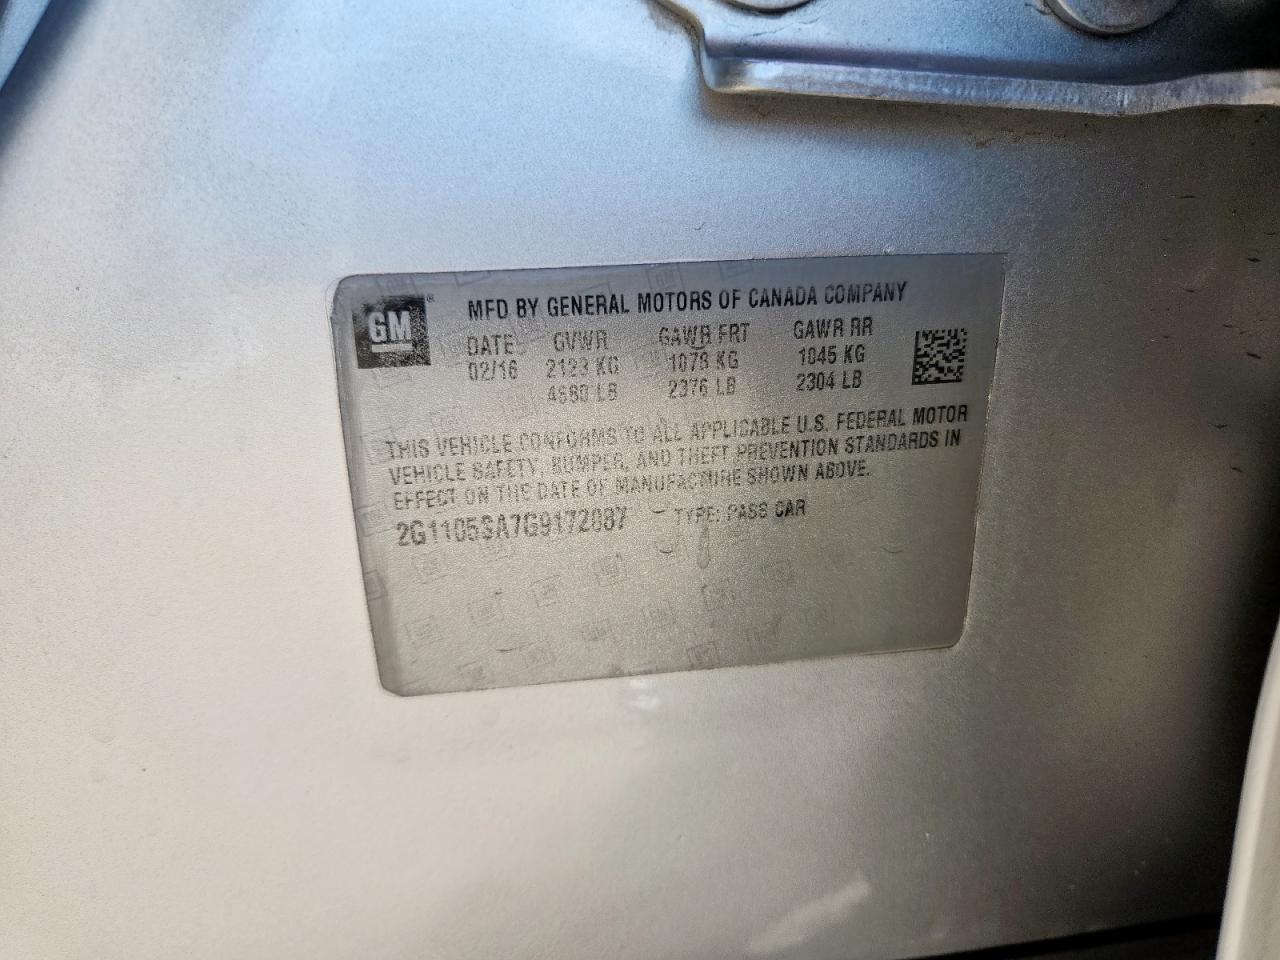 GM ®
MFD BY GENERAL MOTORS OF CANADA COMPANY
DATE GVWR GAWR FRT GAWR RR
02/16 2123 KG 1078 KG 1045 KG
4680 LB 2376 LB 2304 LB
THIS VEHICLE CONFORMS TO ALL APPLICABLE U.S. FEDERAL MOTOR
VEHICLE SAFETY, BUMPER, AND THEFT PREVENTION STANDARDS IN
EFFECT ON THE DATE OF MANUFACTURE SHOWN ABOVE.
2G1105SA7G9172087 TYPE: PASS CAR